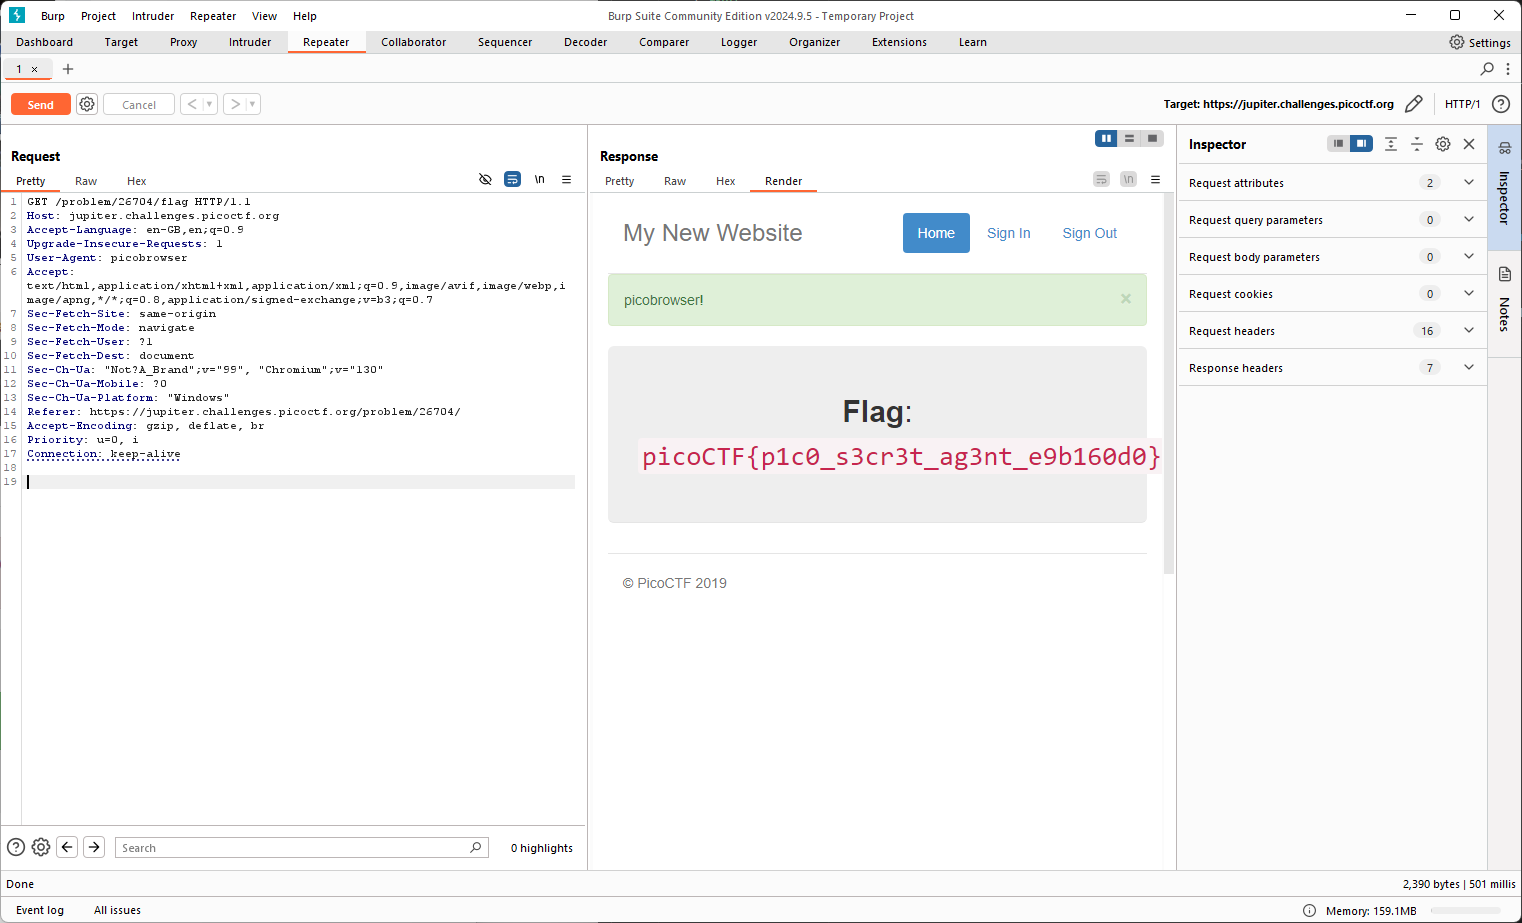 Burp Project Intruder Repeater View Help
Burp Suite Community Edition v2024.9.5 - Temporary Project
Dashboard Target Proxy Intruder Repeater Collaborator Sequencer Decoder Comparer Logger Organizer Extensions Learn
Settings
1 ×
Send
Cancel
Target: https://jupiter.challenges.picoctf.org
HTTP/1
Request
Pretty Raw Hex
\n
1 GET /problem/26704/flag HTTP/1.1
2 Host: jupiter.challenges.picoctf.org
3 Accept-Language: en-GB,en;q=0.9
4 Upgrade-Insecure-Requests: 1
5 User-Agent: picobrowser
6 Accept:
text/html,application/xhtml+xml,application/xml;q=0.9,image/avif,image/webp,i
mage/apng,*/*;q=0.8,application/signed-exchange;v=b3;q=0.7
7 Sec-Fetch-Site: same-origin
8 Sec-Fetch-Mode: navigate
9 Sec-Fetch-User: ?1
10 Sec-Fetch-Dest: document
11 Sec-Ch-Ua: "Not?A_Brand";v="99", "Chromium";v="130"
12 Sec-Ch-Ua-Mobile: ?0
13 Sec-Ch-Ua-Platform: "Windows"
14 Referer: https://jupiter.challenges.picoctf.org/problem/26704/
15 Accept-Encoding: gzip, deflate, br
16 Priority: u=0, i
17 Connection: keep-alive
18
19
Search
0 highlights
Response
Pretty Raw Hex Render
\n
My New Website
Home Sign In Sign Out
picobrowser!
×
Flag:
picoCTF{p1c0_s3cr3t_ag3nt_e9b160d0}
© PicoCTF 2019
Inspector
Request attributes 2
Request query parameters 0
Request body parameters 0
Request cookies 0
Request headers 16
Response headers 7
Inspector
Notes
Done
2,390 bytes | 501 millis
Event log All issues
Memory: 159.1MB